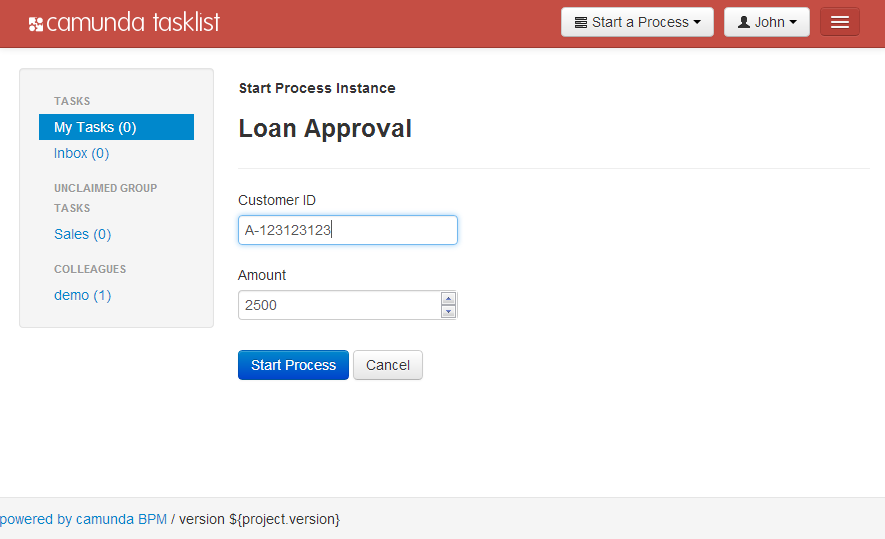 camunda tasklist
Start a Process
John
TASKS
My Tasks (0)
Inbox (0)
UNCLAIMED GROUP
TASKS
Sales (0)
COLLEAGUES
demo (1)
Start Process Instance
Loan Approval
Customer ID
A-123123123
Amount
2500
Start Process
Cancel
powered by camunda BPM / version ${project.version}